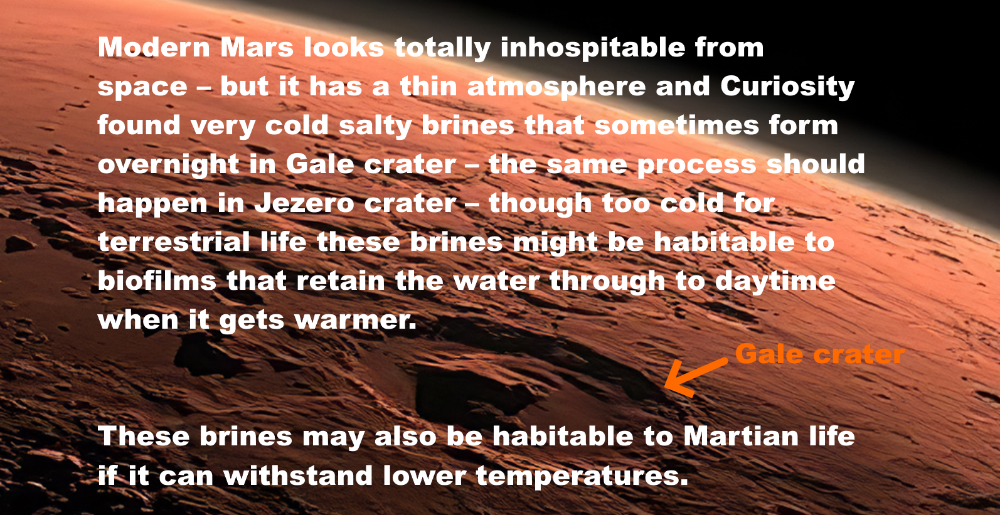 Modern Mars looks totally inhospitable from
space – but it has a thin atmosphere and Curiosity
found very cold salty brines that sometimes form
overnight in Gale crater – the same process should
happen in Jezero crater – though too cold for
terrestrial life these brines might be habitable to
biofilms that retain the water through to daytime
when it gets warmer.
Gale crater
These brines may also be habitable to Martian life
if it can withstand lower temperatures.